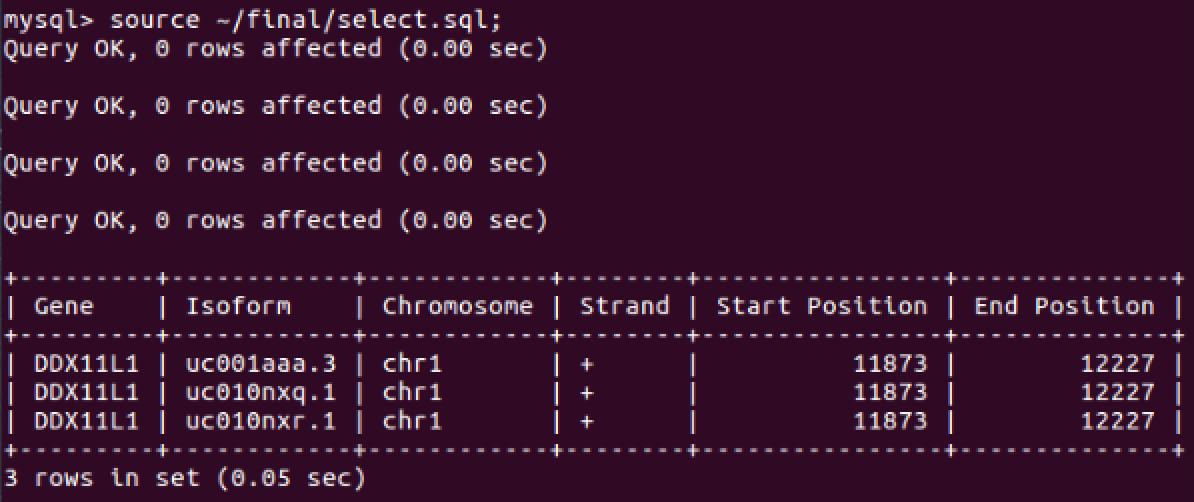 mysql> source ~/final/select.sql;
Query OK, 0 rows affected (0.00 sec)
Query OK, 0 rows affected (0.00 sec)
Query OK, 0 rows affected (0.00 sec)
Query OK, 0 rows affected (0.00 sec)
+---------+------------+------------+--------+----------------+--------------+
| Gene    | Isoform    | Chromosome | Strand | Start Position | End Position |
+---------+------------+------------+--------+----------------+--------------+
| DDX11L1 | uc001aaa.3 | chr1       | +      |          11873 |        12227 |
| DDX11L1 | uc010nxq.1 | chr1       | +      |          11873 |        12227 |
| DDX11L1 | uc010nxr.1 | chr1       | +      |          11873 |        12227 |
+---------+------------+------------+--------+----------------+--------------+
3 rows in set (0.05 sec)